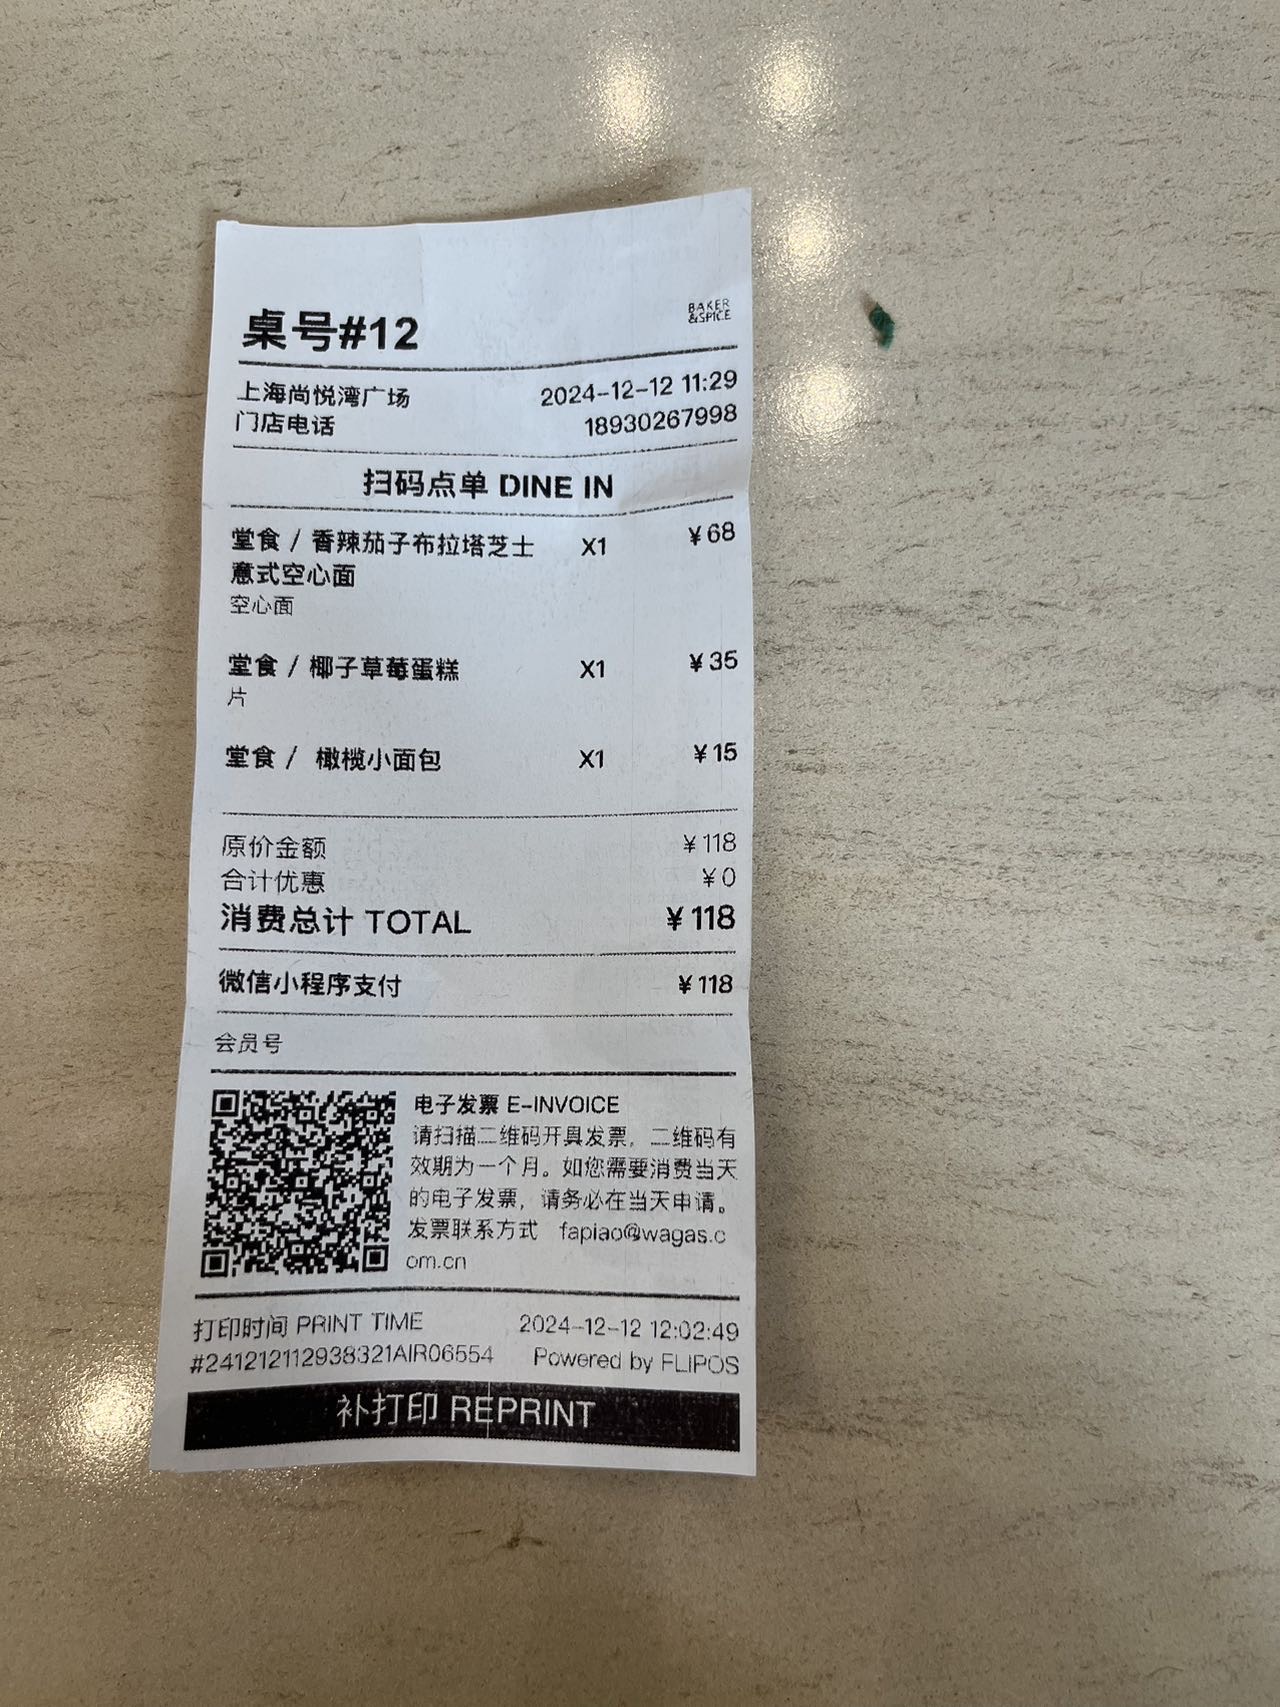 桌号#12
BAKER
&SPICE
上海尚悦湾广场 2024-12-12 11:29
门店电话 18930267998
扫码点单 DINE IN
堂食 / 香辣茄子布拉塔芝士 X1 ¥68
意式空心面
空心面
堂食 / 椰子草莓蛋糕 X1 ¥35
片
堂食 / 橄榄小面包 X1 ¥15
原价金额 ¥118
合计优惠 ¥0
消费总计 TOTAL ¥118
微信小程序支付 ¥118
会员号
电子发票 E-INVOICE
请扫描二维码开具发票，二维码有
效期为一个月。如您需要消费当天
的电子发票，请务必在当天申请。
发票联系方式 fapiao@wagas.c
om.cn
打印时间 PRINT TIME 2024-12-12 12:02:49
#241212112938321AIR06554 Powered by FLIPOS
补打印 REPRINT